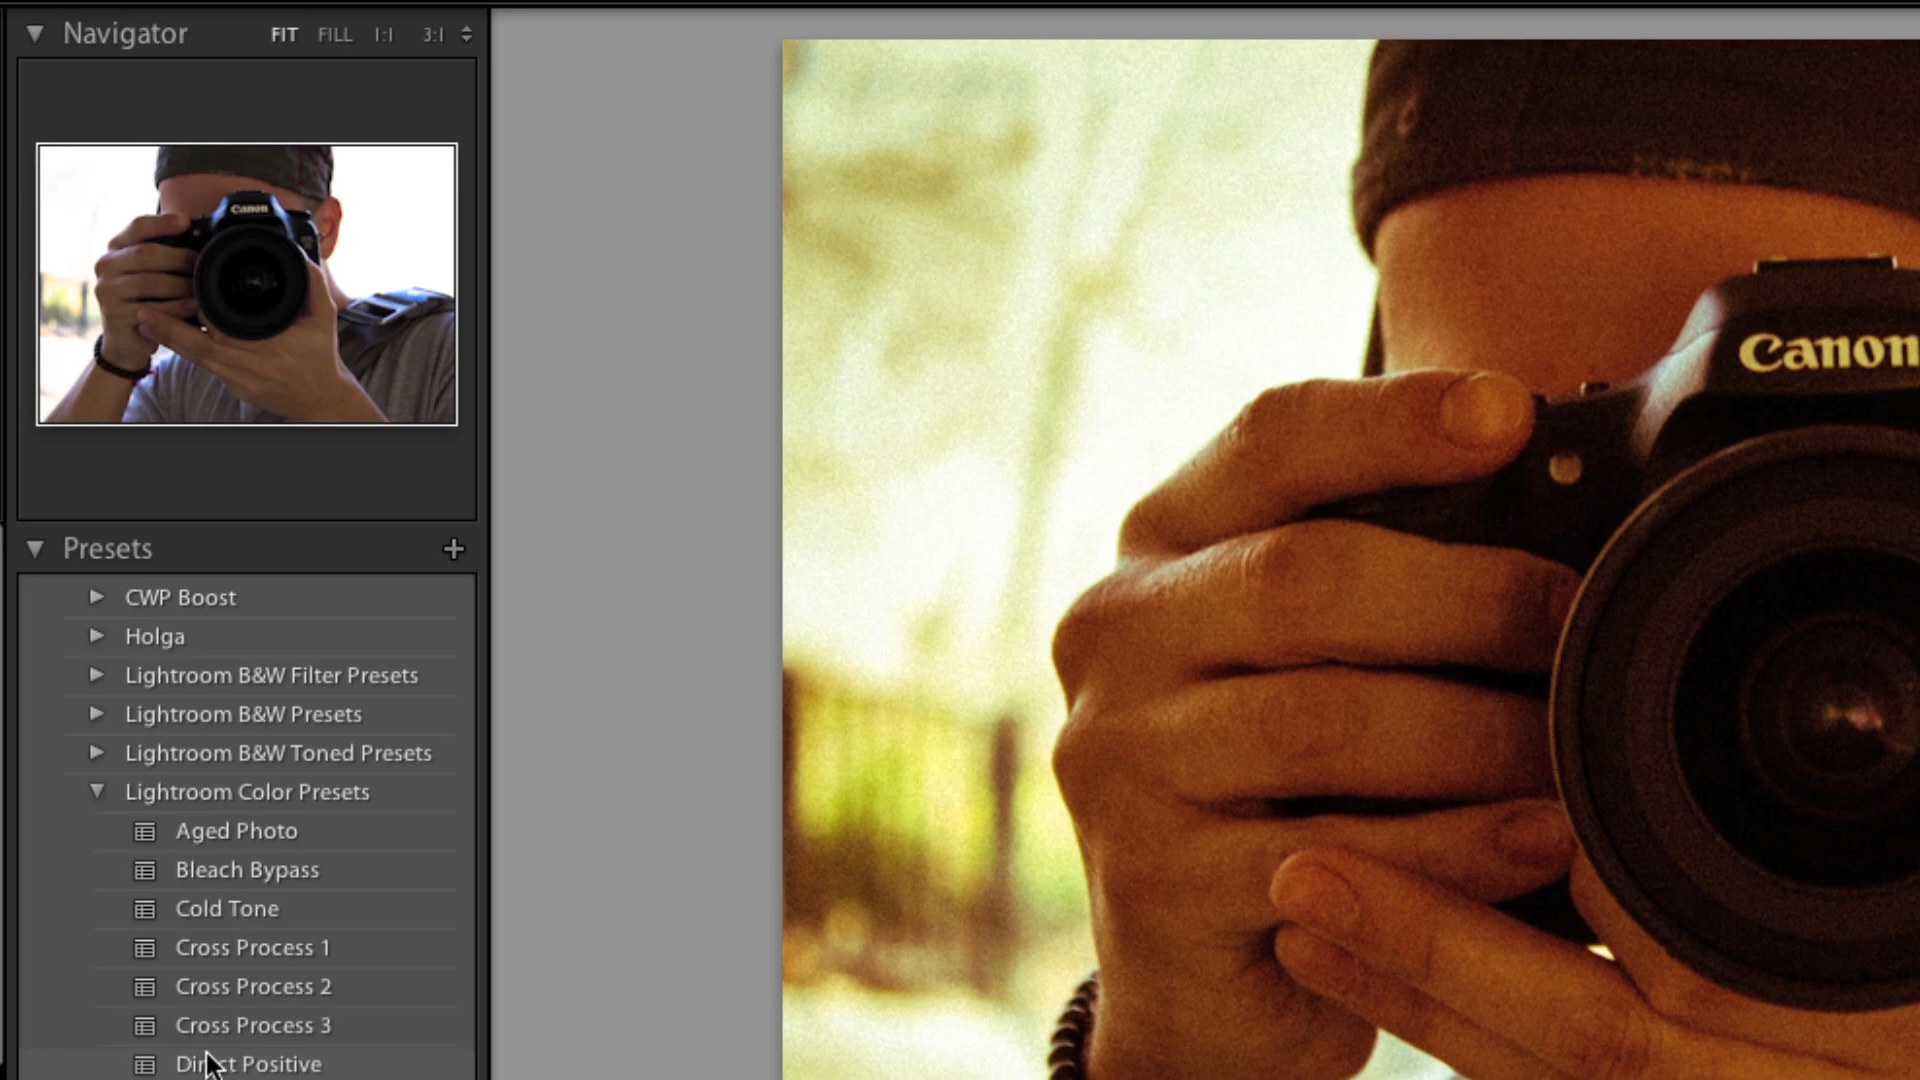 Navigator FIT FILL 1:1 3:1
Canon
Canon
Presets +
CWP Boost
Holga
Lightroom B&W Filter Presets
Lightroom B&W Presets
Lightroom B&W Toned Presets
Lightroom Color Presets
Aged Photo
Bleach Bypass
Cold Tone
Cross Process 1
Cross Process 2
Cross Process 3
Direct Positive